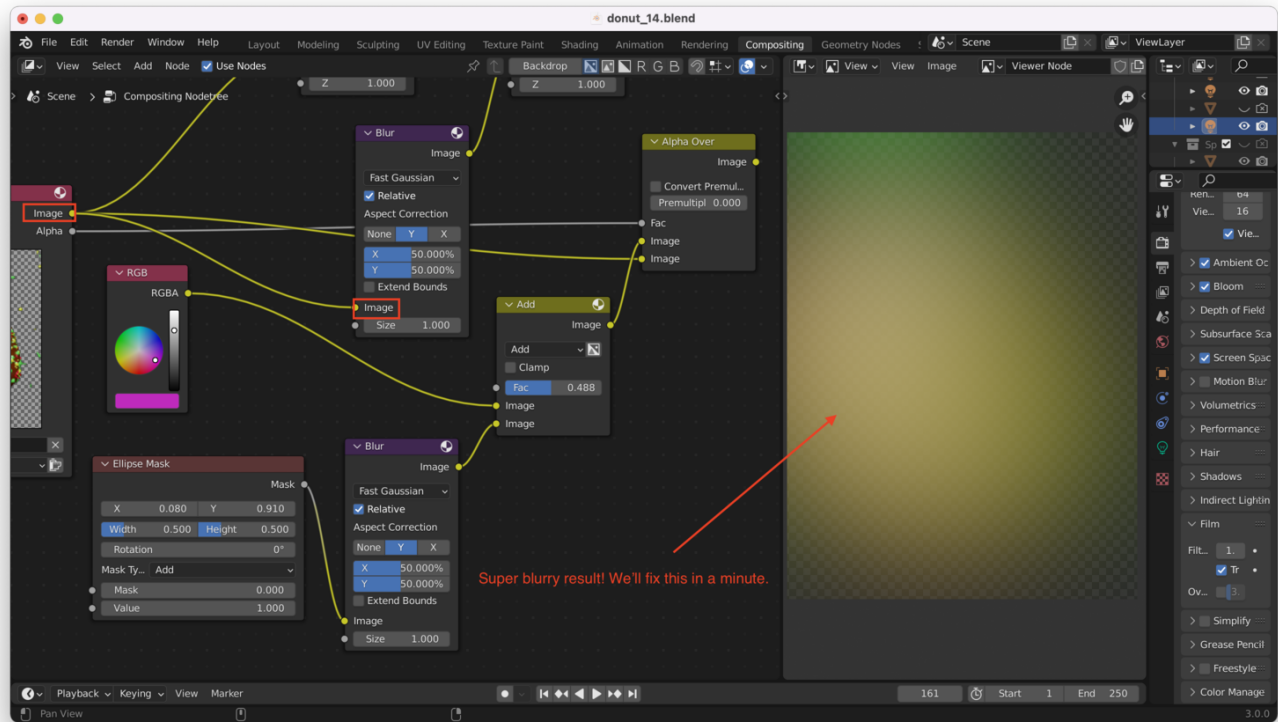 donut_14.blend
File Edit Render Window Help Layout Modeling Sculpting UV Editing Texture Paint Shading Animation Rendering Compositing Geometry Nodes Scene ViewLayer
View Select Add Node Use Nodes Backdrop R G B View View Image Viewer Node
Scene > Compositing Nodetree
Z 1.000
Z 1.000
Image
Alpha
RGB
RGBA
Blur
Image
Fast Gaussian
Relative
Aspect Correction
None Y X
X 50.000%
Y 50.000%
Extend Bounds
Image
Size 1.000
Alpha Over
Image
Convert Premul...
Premultipl 0.000
Fac
Image
Image
Add
Image
Add
Clamp
Fac 0.488
Image
Image
Ellipse Mask
Mask
X 0.080 Y 0.910
Width 0.500 Height 0.500
Rotation 0°
Mask Ty... Add
Mask 0.000
Value 1.000
Blur
Image
Fast Gaussian
Relative
Aspect Correction
None Y X
X 50.000%
Y 50.000%
Extend Bounds
Image
Size 1.000
Super blurry result! We'll fix this in a minute.
Sp
Ren... 64
Vie... 16
Vie...
Ambient Oc
Bloom
Depth of Field
Subsurface Sca
Screen Spac
Motion Blur
Volumetrics
Performance
Hair
Shadows
Indirect Lightin
Film
Filt... 1.
Tr
Ov... 3.
Simplify
Grease Pencil
Freestyle
Color Manage
Playback Keying View Marker 161 Start 1 End 250
Pan View 3.0.0